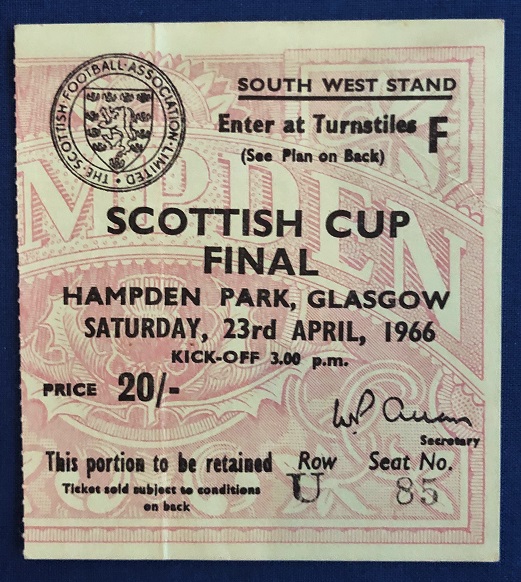 THE SCOTTISH FOOTBALL ASSOCIATION LIMITED •
SOUTH WEST STAND
Enter at Turnstiles F
(See Plan on Back)
HAMPDEN
SCOTTISH CUP
FINAL
HAMPDEN PARK, GLASGOW
SATURDAY, 23rd APRIL, 1966
KICK-OFF 3.00 p.m.
PRICE 20/-
Secretary
This portion to be retained Row Seat No.
Ticket sold subject to conditions U 85
on back